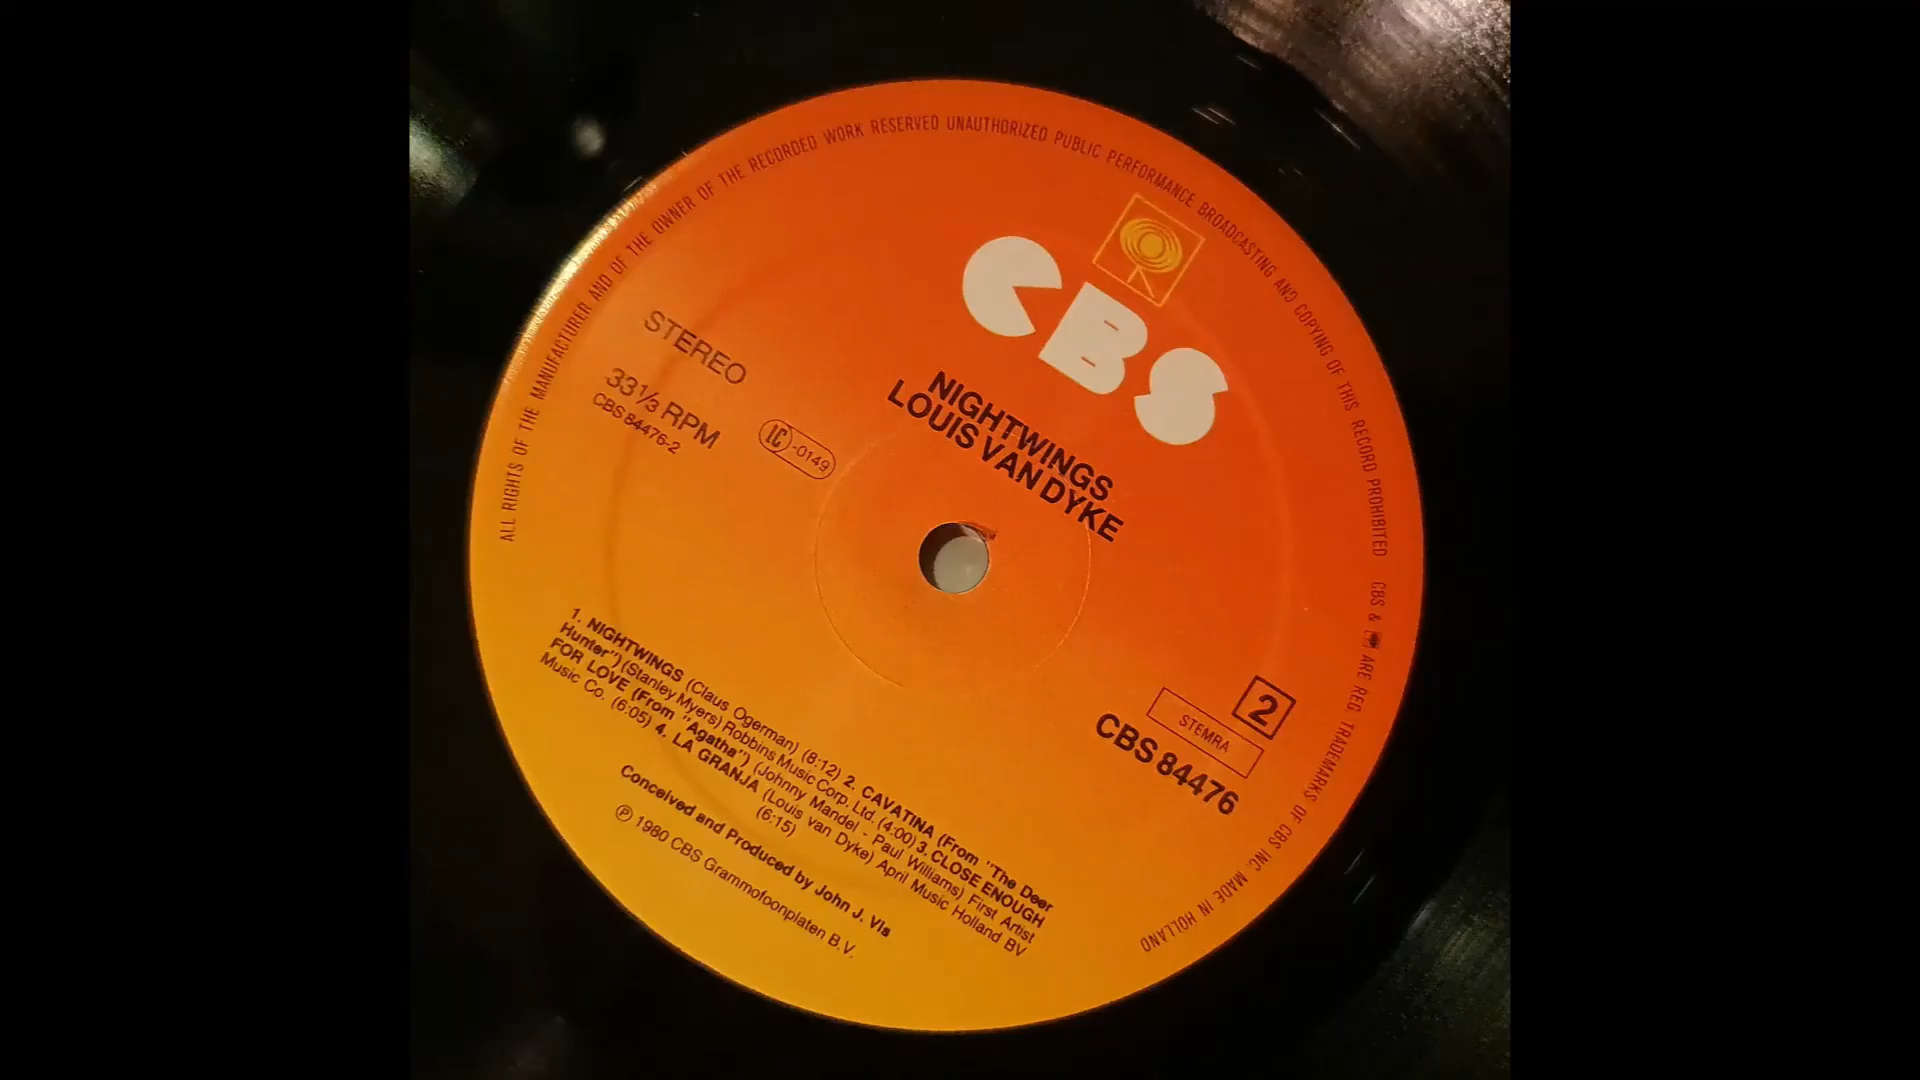 ALL RIGHTS OF THE MANUFACTURER AND OF THE OWNER OF THE RECORDED WORK RESERVED UNAUTHORIZED PUBLIC PERFORMANCE BROADCASTING AND COPYING OF THIS RECORD PROHIBITED
CBS & ARE REG. TRADEMARKS OF CBS INC. MADE IN HOLLAND
CBS
STEREO
33⅓ RPM
CBS 84476-2
LC -0149
NIGHTWINGS
LOUIS VAN DYKE
2
STEMRA
CBS 84476
1. NIGHTWINGS (Claus Ogerman) (8:12) 2. CAVATINA (From "The Deer
Hunter") (Stanley Myers) Robbins Music Corp. Ltd. (4:00) 3. CLOSE ENOUGH
FOR LOVE (From "Agatha") (Johnny Mandel - Paul Williams) First Artist
Music Co. (6:05) 4. LA GRANJA (Louis van Dyke) April Music Holland BV
(6:15)
Conceived and Produced by John J. Vis
℗ 1980 CBS Grammofoonplaten B.V.